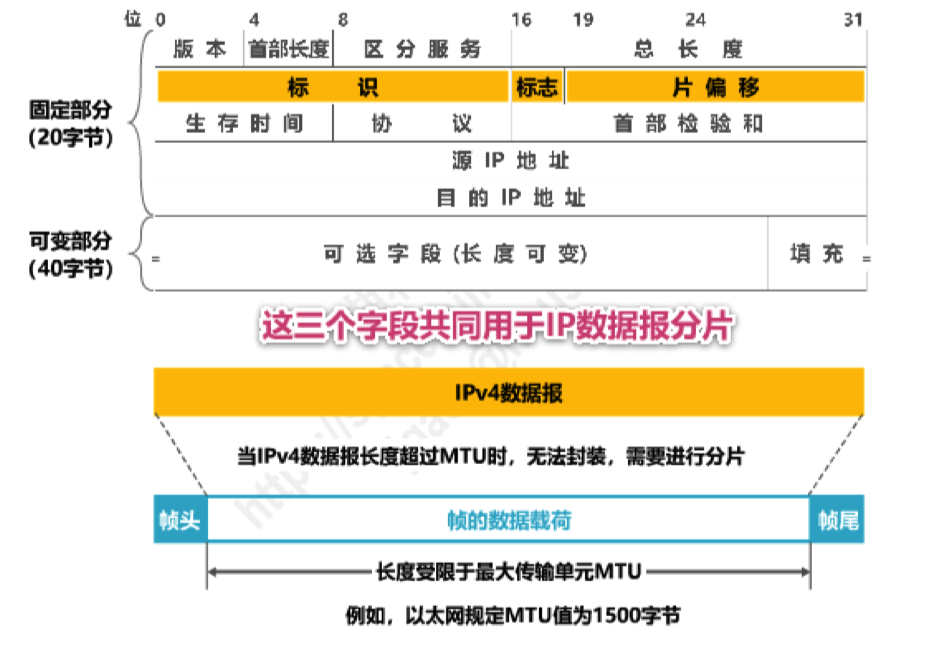 位 0 4 8 16 19 24 31
版本 首部长度 区分服务 总长度
标识 标志 片偏移
固定部分
(20字节)
生存时间 协议 首部检验和
源 IP 地址
目的 IP 地址
可变部分
(40字节)
= 可选字段 (长度可变) 填充 =
这三个字段共同用于IP数据报分片
IPv4数据报
当IPv4数据报长度超过MTU时，无法封装，需要进行分片
帧头 帧的数据载荷 帧尾
长度受限于最大传输单元MTU
例如，以太网规定MTU值为1500字节